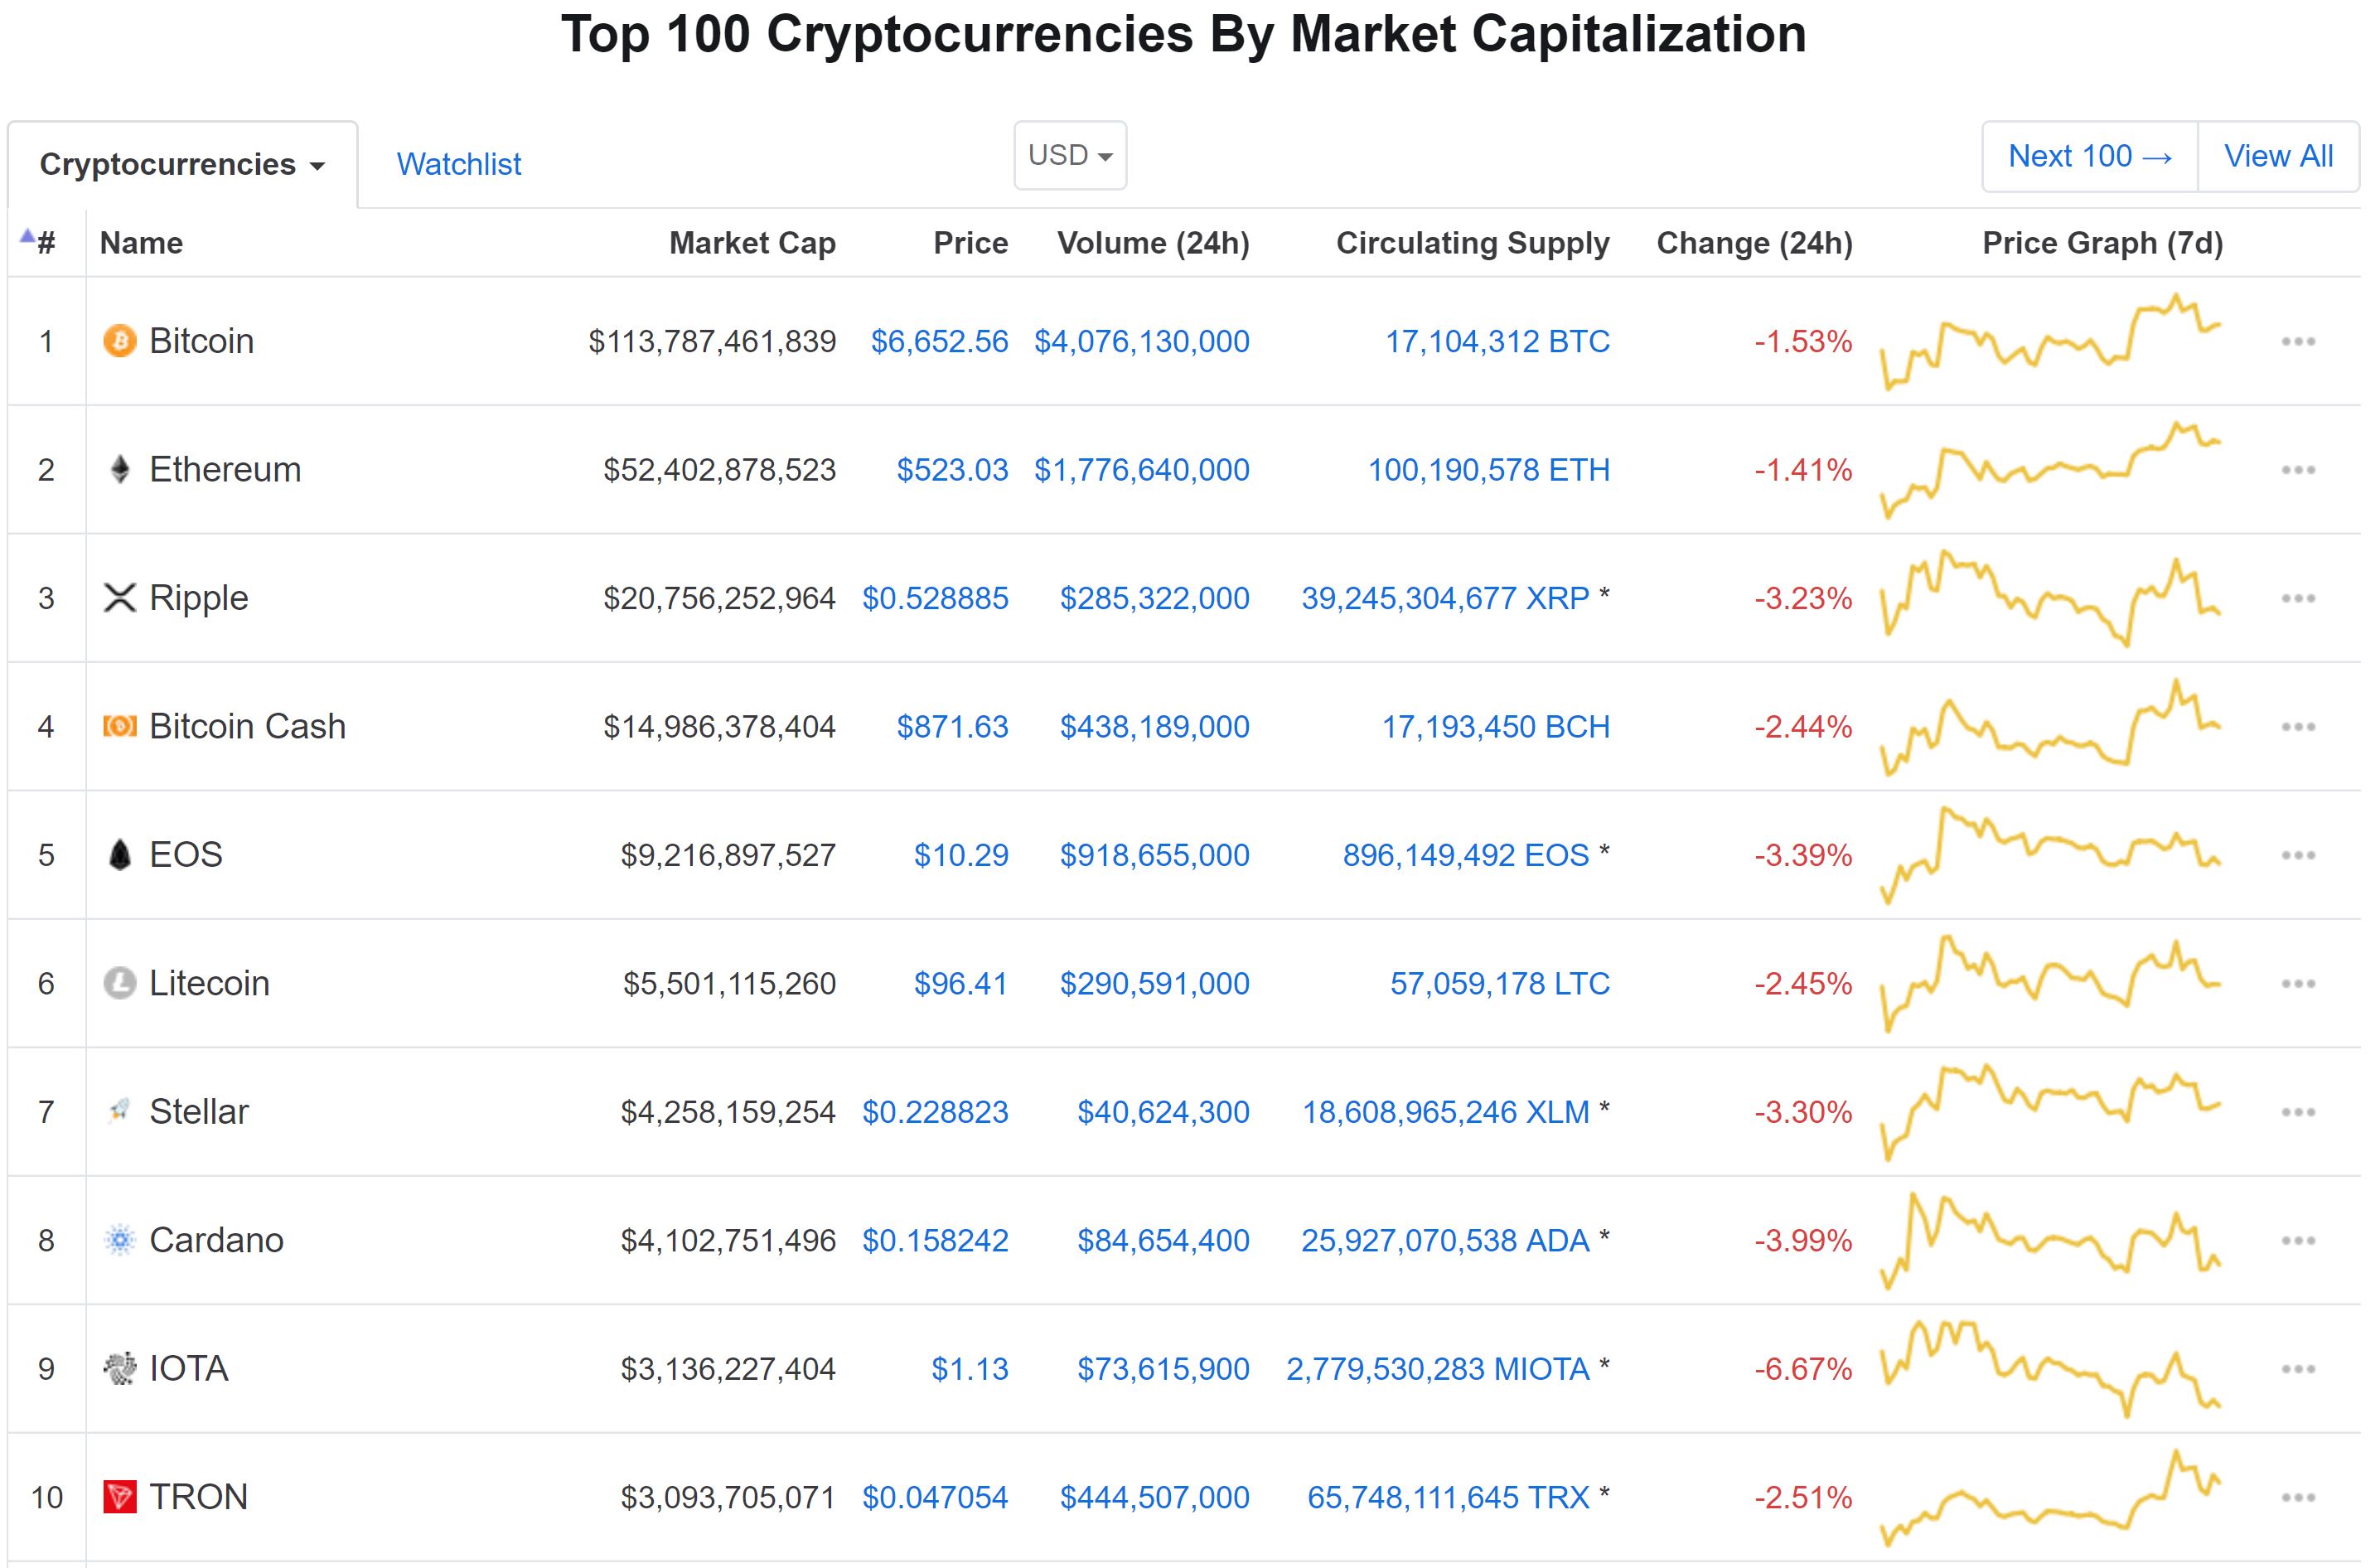 Top 100 Cryptocurrencies By Market Capitalization
Cryptocurrencies Watchlist USD Next 100 → View All
# Name Market Cap Price Volume (24h) Circulating Supply Change (24h) Price Graph (7d)
1 Bitcoin $113,787,461,839 $6,652.56 $4,076,130,000 17,104,312 BTC -1.53%
2 Ethereum $52,402,878,523 $523.03 $1,776,640,000 100,190,578 ETH -1.41%
3 Ripple $20,756,252,964 $0.528885 $285,322,000 39,245,304,677 XRP * -3.23%
4 Bitcoin Cash $14,986,378,404 $871.63 $438,189,000 17,193,450 BCH -2.44%
5 EOS $9,216,897,527 $10.29 $918,655,000 896,149,492 EOS * -3.39%
6 Litecoin $5,501,115,260 $96.41 $290,591,000 57,059,178 LTC -2.45%
7 Stellar $4,258,159,254 $0.228823 $40,624,300 18,608,965,246 XLM * -3.30%
8 Cardano $4,102,751,496 $0.158242 $84,654,400 25,927,070,538 ADA * -3.99%
9 IOTA $3,136,227,404 $1.13 $73,615,900 2,779,530,283 MIOTA * -6.67%
10 TRON $3,093,705,071 $0.047054 $444,507,000 65,748,111,645 TRX * -2.51%